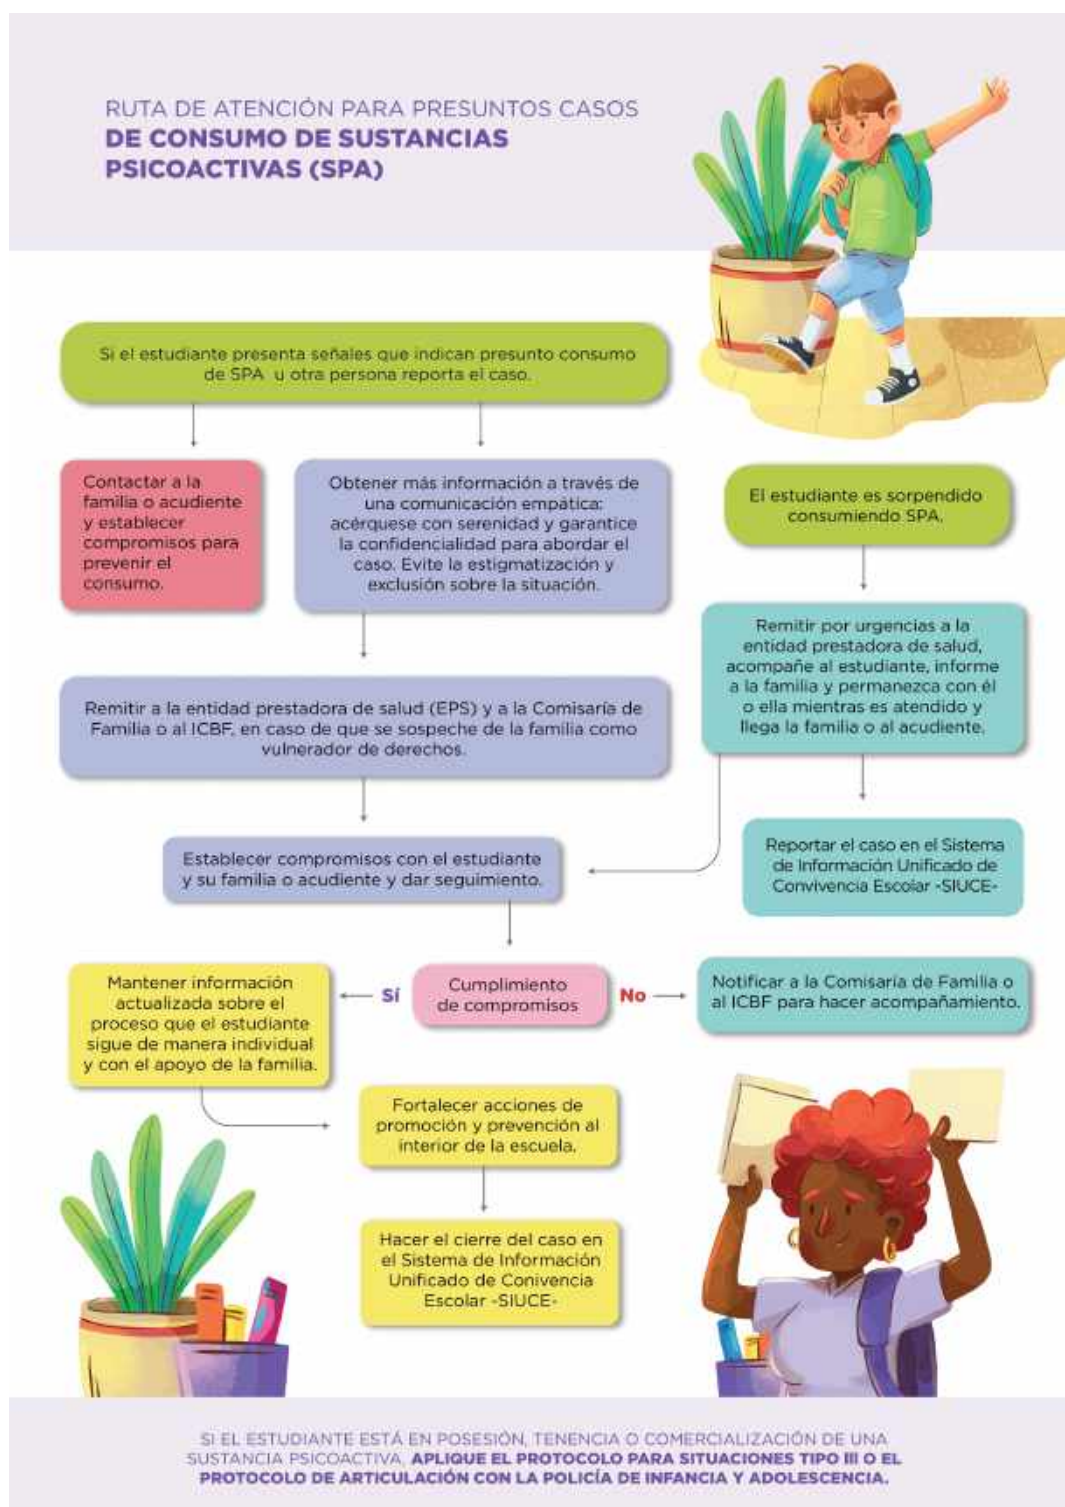 RUTA DE ATENCIÓN PARA PRESUNTOS CASOS
DE CONSUMO DE SUSTANCIAS
PSICOACTIVAS (SPA)
Si el estudiante presenta señales que indican presunto consumo
de SPA u otra persona reporta el caso.
Contactar a la
familia o acudiente
y establecer
compromisos para
prevenir el
consumo.
Obtener más información a través de
una comunicación empática:
acérquese con serenidad y garantice
la confidencialidad para abordar el
caso. Evite la estigmatización y
exclusión sobre la situación.
El estudiante es sorpendido
consumiendo SPA.
Remitir por urgencias a la
entidad prestadora de salud,
acompañe al estudiante, informe
a la familia y permanezca con él
o ella mientras es atendido y
llega la familia o al acudiente.
Remitir a la entidad prestadora de salud (EPS) y a la Comisaría de
Familia o al ICBF, en caso de que se sospeche de la familia como
vulnerador de derechos.
Establecer compromisos con el estudiante
y su familia o acudiente y dar seguimiento.
Reportar el caso en el Sistema
de Información Unificado de
Convivencia Escolar -SIUCE-
Mantener información
actualizada sobre el
proceso que el estudiante
sigue de manera individual
y con el apoyo de la familia.
Sí
Cumplimiento
de compromisos
No
Notificar a la Comisaría de Familia o
al ICBF para hacer acompañamiento.
Fortalecer acciones de
promoción y prevención al
interior de la escuela.
Hacer el cierre del caso en
el Sistema de Información
Unificado de Conivencia
Escolar -SIUCE-
SI EL ESTUDIANTE ESTÁ EN POSESIÓN, TENENCIA O COMERCIALIZACIÓN DE UNA
SUSTANCIA PSICOACTIVA, APLIQUE EL PROTOCOLO PARA SITUACIONES TIPO III O EL
PROTOCOLO DE ARTICULACIÓN CON LA POLICÍA DE INFANCIA Y ADOLESCENCIA.